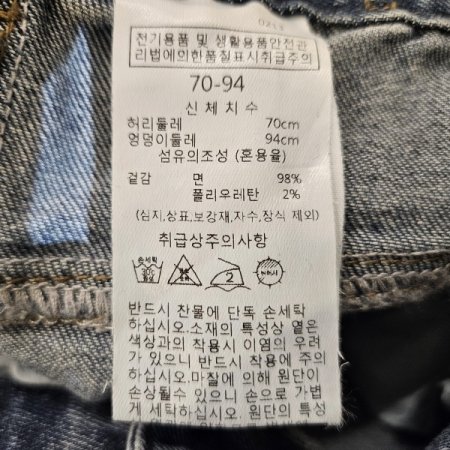 0213
전기용품 및 생활용품안전관
리법에의한품질표시취급주의
70-94
신체치수
허리둘레 70cm
엉덩이둘레 94cm
섬유의조성 (혼용율)
겉감 면 98%
폴리우레탄 2%
(심지,상표,보강재,자수,장식 제외)
취급상주의사항
손세탁
2
반드시 찬물에 단독 손세탁
하십시오.소재의 특성상 옅은
색상과의 착용시 이염의 우려
가 있으니 반드시 착용에 주의
하십시오.마찰에 의해 원단이
손상될수 있으니 손으로 가볍
게 세탁하십시오. 원단의 특성